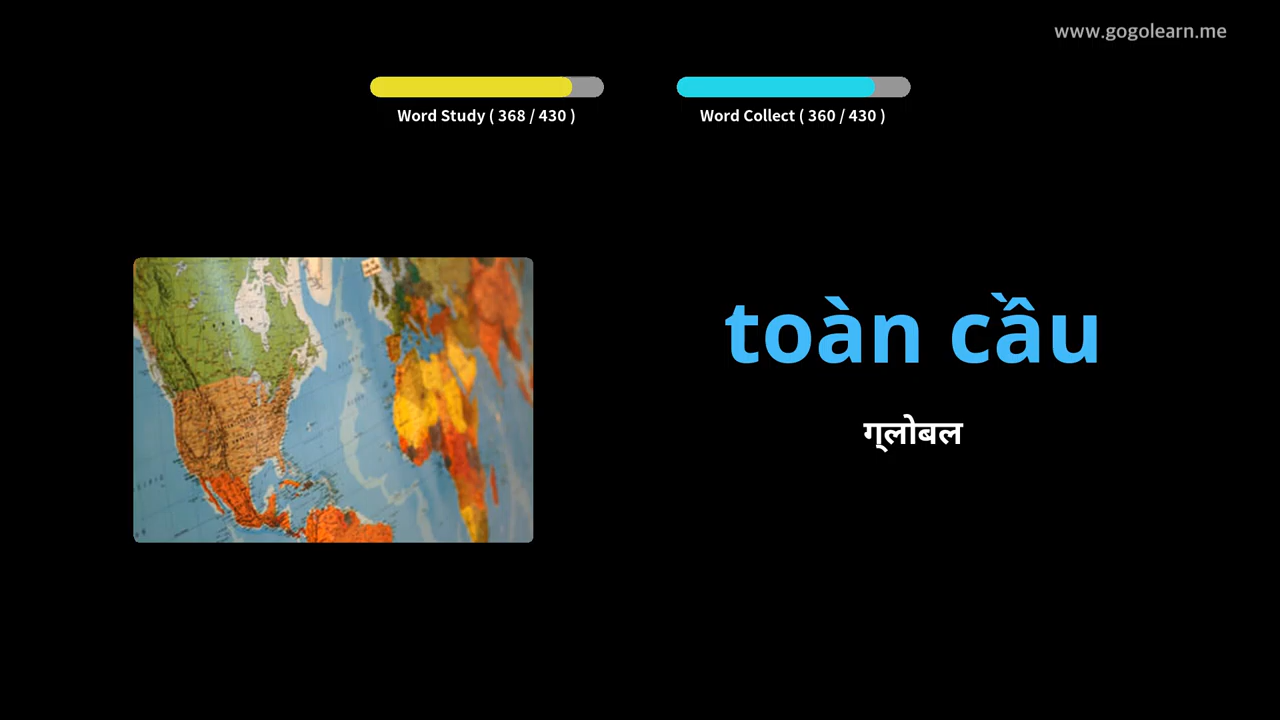 www.gogolearn.me
Word Study ( 368 / 430 )
Word Collect ( 360 / 430 )
toàn cầu
ग्लोबल